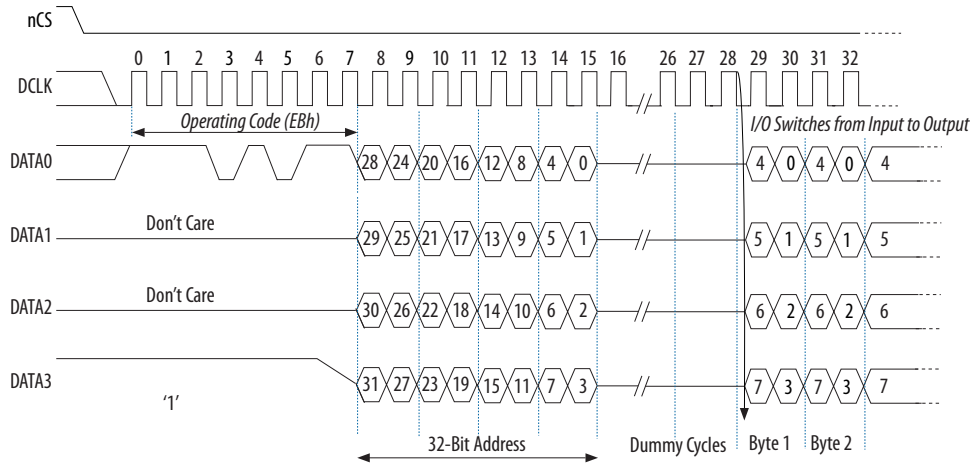 nCS
0 1 2 3 4 5 6 7 8 9 10 11 12 13 14 15 16 26 27 28 29 30 31 32
DCLK
Operating Code (EBh)
I/O Switches from Input to Output
DATA0 28 24 20 16 12 8 4 0 4 0 4 0 4
DATA1 Don't Care 29 25 21 17 13 9 5 1 5 1 5 1 5
DATA2 Don't Care 30 26 22 18 14 10 6 2 6 2 6 2 6
DATA3 31 27 23 19 15 11 7 3 7 3 7 3 7
'1'
32-Bit Address Dummy Cycles Byte 1 Byte 2